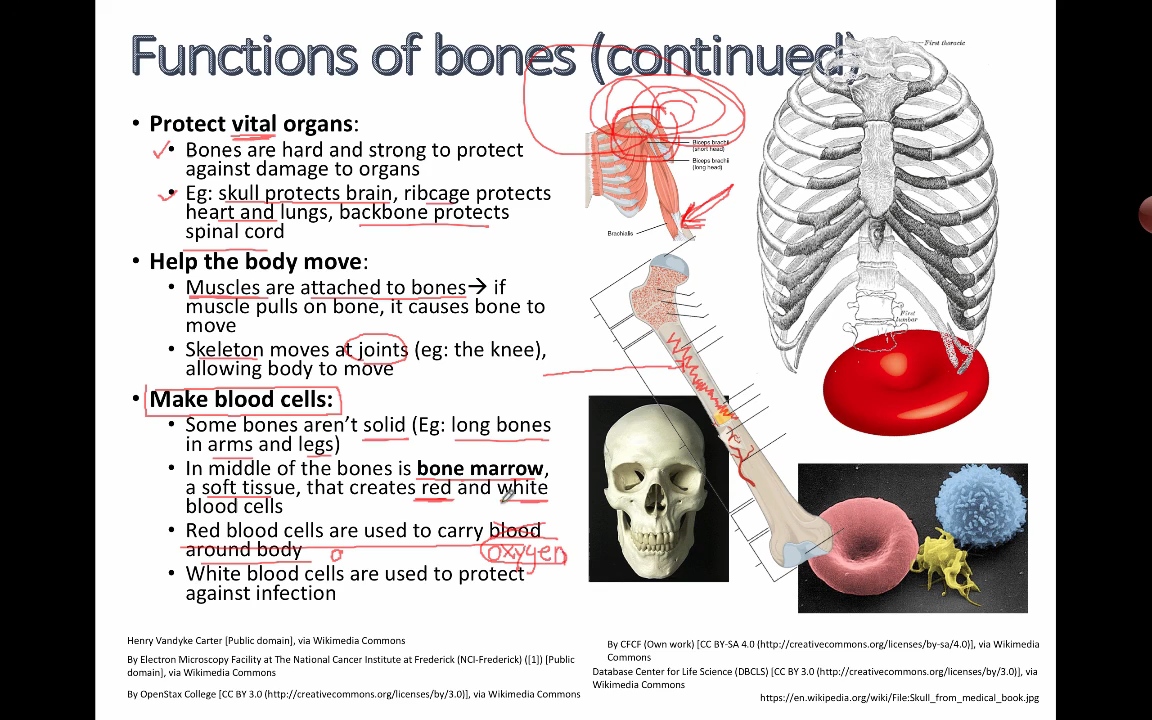 Functions of bones (continued)
• Protect vital organs:
• Bones are hard and strong to protect
against damage to organs
• Eg: skull protects brain, ribcage protects
heart and lungs, backbone protects
spinal cord
• Help the body move:
• Muscles are attached to bones→ if
muscle pulls on bone, it causes bone to
move
• Skeleton moves at joints (eg: the knee),
allowing body to move
• Make blood cells:
• Some bones aren't solid (Eg: long bones
in arms and legs)
• In middle of the bones is bone marrow,
a soft tissue, that creates red and white
blood cells
• Red blood cells are used to carry blood
around body
oxygen
• White blood cells are used to protect
against infection
Biceps brachii
(short head)
Biceps brachii
(long head)
Brachialis
First thoracic
First
lumbar
Henry Vandyke Carter [Public domain], via Wikimedia Commons
By Electron Microscopy Facility at The National Cancer Institute at Frederick (NCI-Frederick) ([1]) [Public
domain], via Wikimedia Commons
By OpenStax College [CC BY 3.0 (http://creativecommons.org/licenses/by/3.0)], via Wikimedia Commons
By CFCF (Own work) [CC BY-SA 4.0 (http://creativecommons.org/licenses/by-sa/4.0)], via Wikimedia
Commons
Database Center for Life Science (DBCLS) [CC BY 3.0 (http://creativecommons.org/licenses/by/3.0)], via
Wikimedia Commons
https://en.wikipedia.org/wiki/File:Skull_from_medical_book.jpg